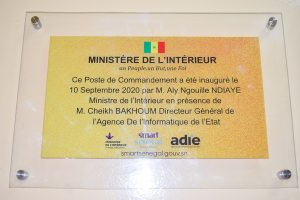 MINISTÈRE DE L'INTÉRIEUR
un People, un But, une Foi
Ce Poste de Commandement a été inauguré le
10 Septembre 2020 par M. Aly Ngouille NDIAYE
Ministre de l'Intérieur en présence de
M. Cheikh BAKHOUM Directeur Général de
l'Agence De l'Informatique de l'Etat
smart
adie
smartsenegal.gouv.sn